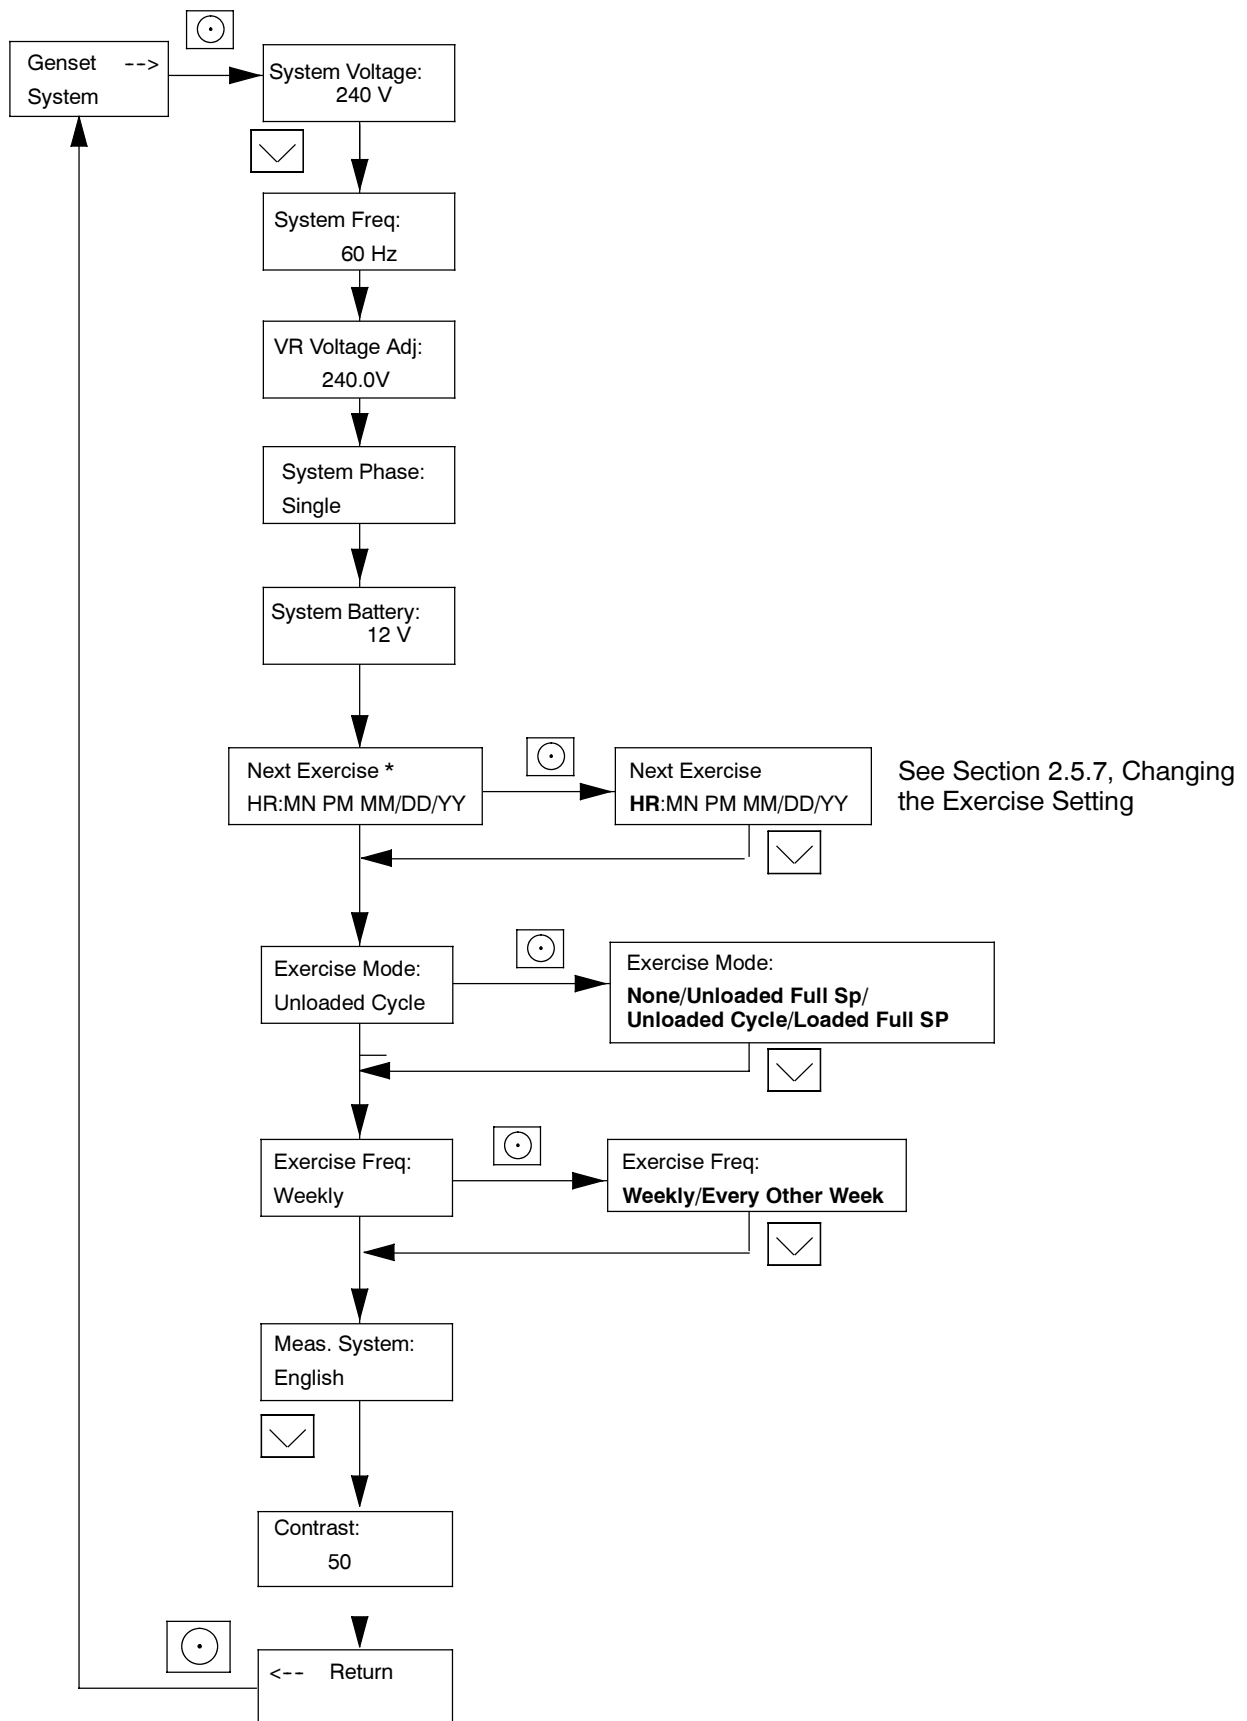 Genset -->
System
System Voltage:
240 V
System Freq:
60 Hz
VR Voltage Adj:
240.0V
System Phase:
Single
System Battery:
12 V
Next Exercise *
HR:MN PM MM/DD/YY
Next Exercise
HR:MN PM MM/DD/YY
See Section 2.5.7, Changing
the Exercise Setting
Exercise Mode:
Unloaded Cycle
Exercise Mode:
None/Unloaded Full Sp/
Unloaded Cycle/Loaded Full SP
Exercise Freq:
Weekly
Exercise Freq:
Weekly/Every Other Week
Meas. System:
English
Contrast:
50
<-- Return